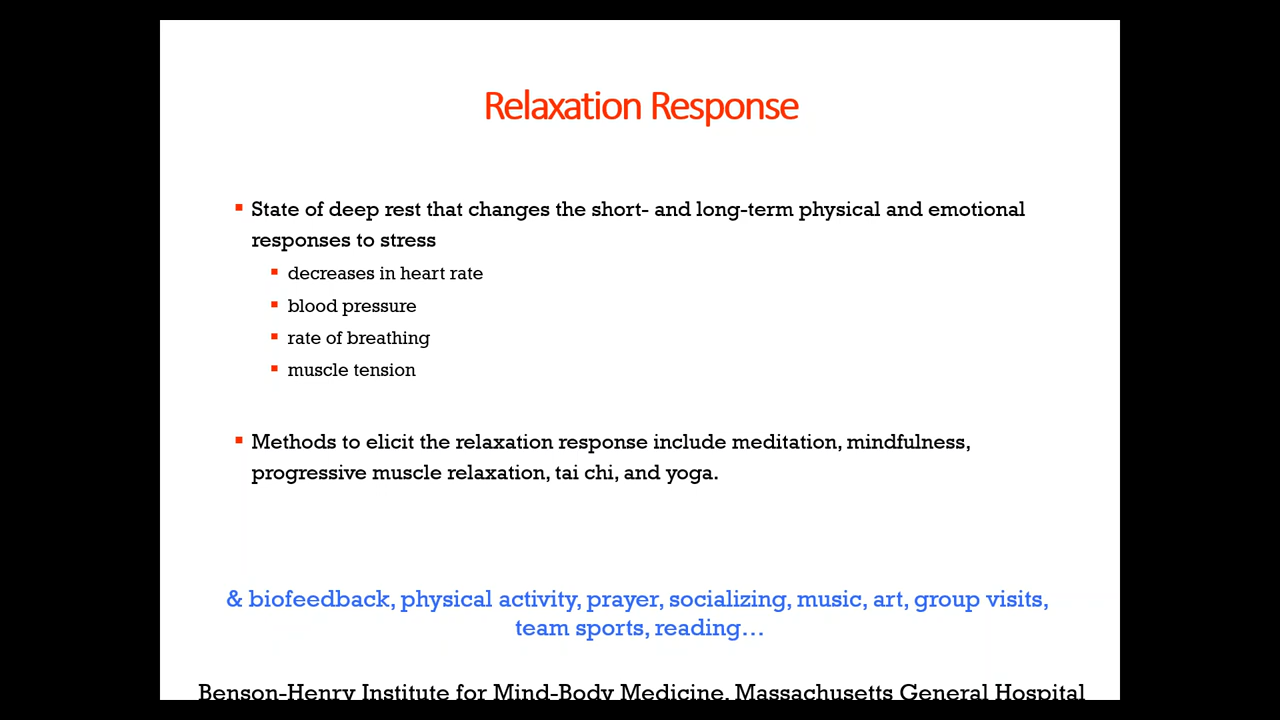 Relaxation Response
▪ State of deep rest that changes the short- and long-term physical and emotional
responses to stress
▪ decreases in heart rate
▪ blood pressure
▪ rate of breathing
▪ muscle tension
▪ Methods to elicit the relaxation response include meditation, mindfulness,
progressive muscle relaxation, tai chi, and yoga.
& biofeedback, physical activity, prayer, socializing, music, art, group visits,
team sports, reading…
Benson-Henry Institute for Mind-Body Medicine, Massachusetts General Hospital